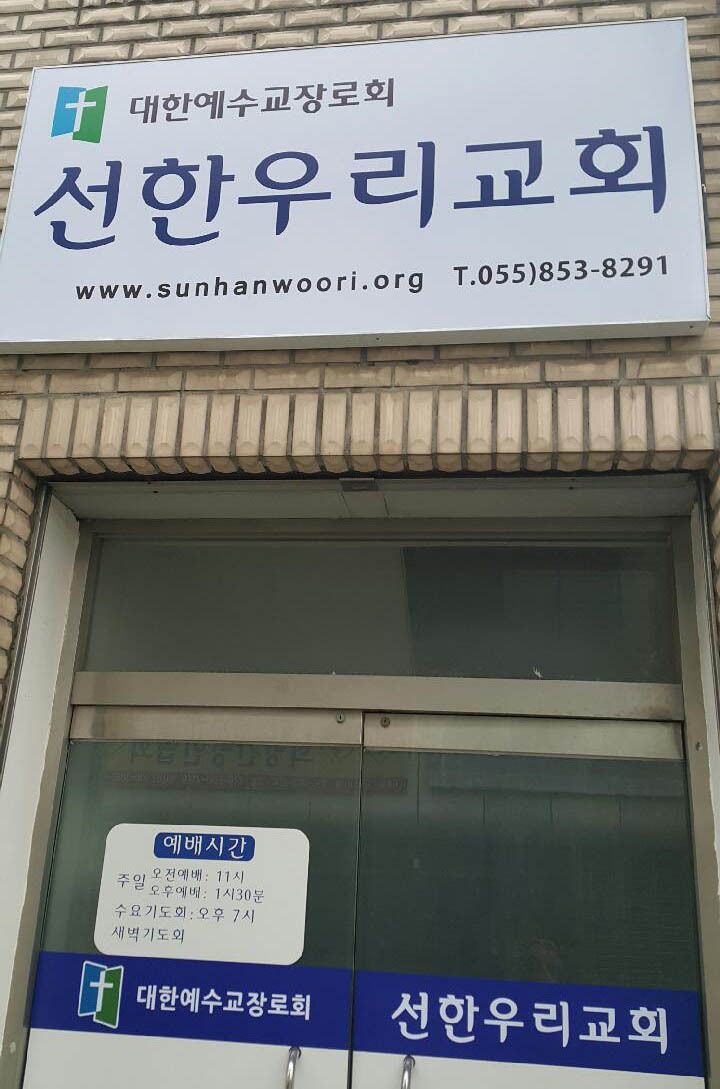 대한예수교장로회
선한우리교회
www.sunhanwoori.org T.055)853-8291
예배시간
주일 오전예배: 11시
오후예배: 1시30분
수요기도회:오후 7시
새벽기도회
대한예수교장로회 선한우리교회